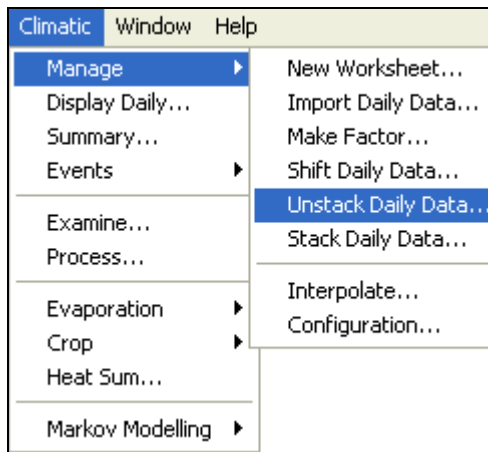 Climatic Window Help
Manage
Display Daily...
Summary...
Events
Examine...
Process...
Evaporation
Crop
Heat Sum...
Markov Modelling
New Worksheet...
Import Daily Data...
Make Factor...
Shift Daily Data...
Unstack Daily Data...
Stack Daily Data...
Interpolate...
Configuration...